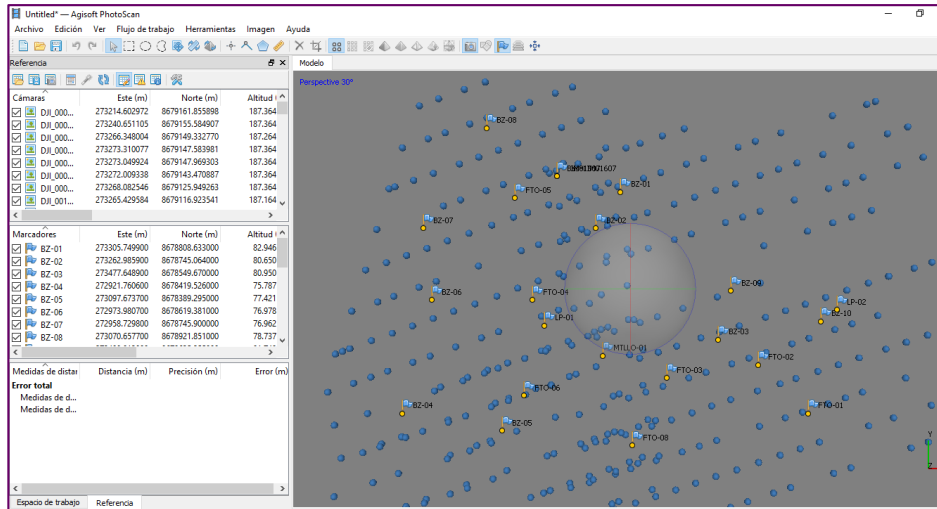 Untitled* — Agisoft PhotoScan
Archivo Edición Ver Flujo de trabajo Herramientas Imagen Ayuda
Referencia
Modelo
Perspective 30°
Cámaras Este (m) Norte (m) Altitud
DJI_000... 273214.602972 8679161.855898 187.364
DJI_000... 273240.651105 8679155.584907 187.364
DJI_000... 273266.348004 8679149.332770 187.264
DJI_000... 273273.310077 8679147.583981 187.364
DJI_000... 273273.049924 8679147.969303 187.364
DJI_000... 273272.009338 8679143.470887 187.364
DJI_000... 273268.082546 8679125.949263 187.364
DJI_001... 273265.429584 8679116.923541 187.164
Marcadores Este (m) Norte (m) Altitud
BZ-01 273305.749900 8678808.633000 82.946
BZ-02 273262.985900 8678745.064000 80.650
BZ-03 273477.648900 8678549.670000 80.950
BZ-04 272921.760600 8678419.526000 75.787
BZ-05 273097.673700 8678389.295000 77.421
BZ-06 272973.980700 8678619.381000 76.978
BZ-07 272958.729800 8678745.900000 76.962
BZ-08 273070.657700 8678921.851000 78.737
Medidas de distan Distancia (m) Precisión (m) Error (m)
Error total
Medidas de d...
Medidas de d...
Espacio de trabajo Referencia
BZ-08
BZ-01
FTO-05
BZ-07
BZ-02
BZ-09
BZ-06
FTO-04
LP-02
BZ-10
LP-01
BZ-03
MTLLO-01
FTO-02
FTO-03
FTO-06
BZ-04
FTO-01
BZ-05
FTO-08
Y
Z